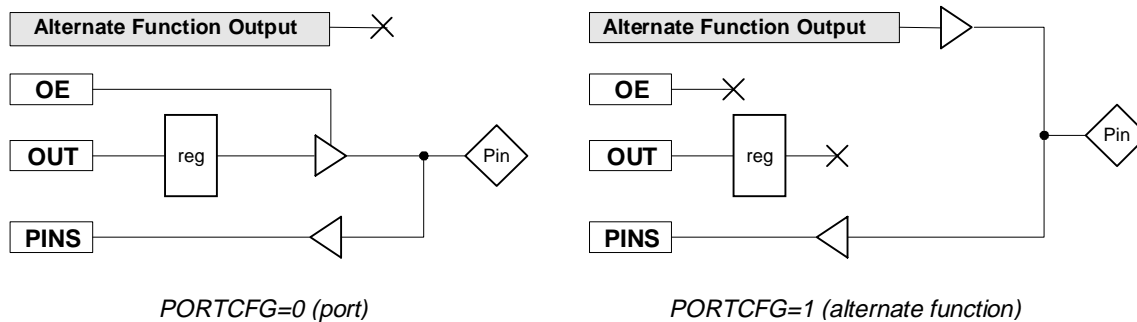 Alternate Function Output
OE
OUT
reg
Pin
PINS
PORTCFG=0 (port)
Alternate Function Output
OE
OUT
reg
Pin
PINS
PORTCFG=1 (alternate function)